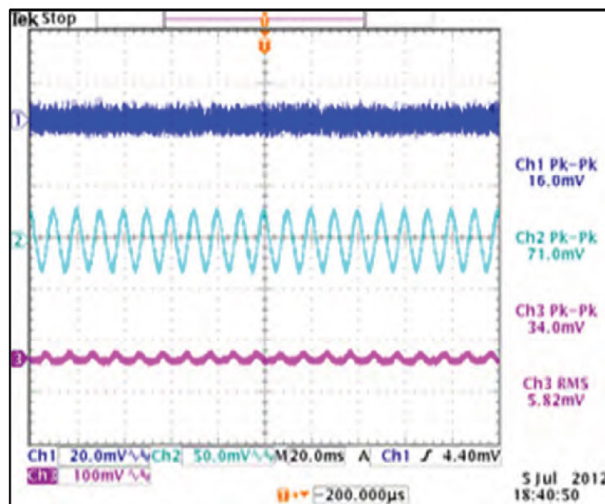 Tek Stop
T
T
1
Ch1 Pk-Pk
16.0mV
2
Ch2 Pk-Pk
71.0mV
Ch3 Pk-Pk
34.0mV
3
Ch3 RMS
5.82mV
Ch1 20.0mV Ch2 50.0mV M 20.0ms A Ch1 4.40mV
Ch3 100mV
5 Jul 2012
T -200.000µs 18:40:50